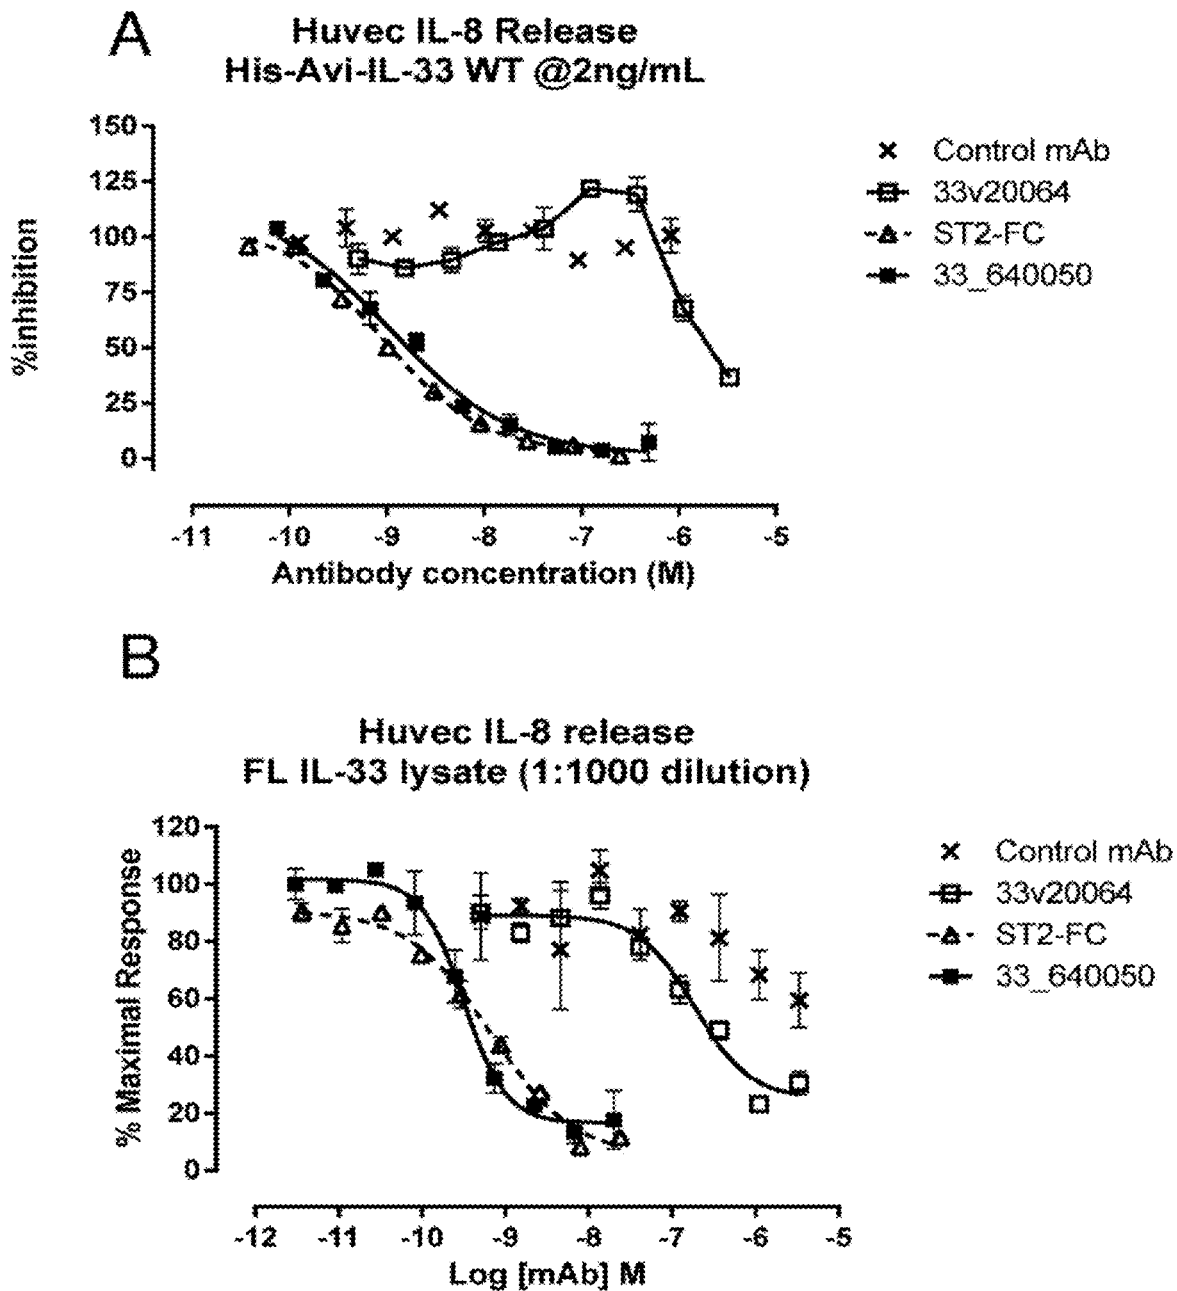 A
Huvec IL-8 Release
His-Avi-IL-33 WT @2ng/mL
150
125
100
75
50
25
0
%inhibition
-11
-10
-9
-8
-7
-6
-5
Antibody concentration (M)
Control mAb
33v20064
ST2-FC
33_640050
B
Huvec IL-8 release
FL IL-33 lysate (1:1000 dilution)
120
100
80
60
40
20
0
% Maximal Response
-12
-11
-10
-9
-8
-7
-6
-5
Log [mAb] M
Control mAb
33v20064
ST2-FC
33_640050